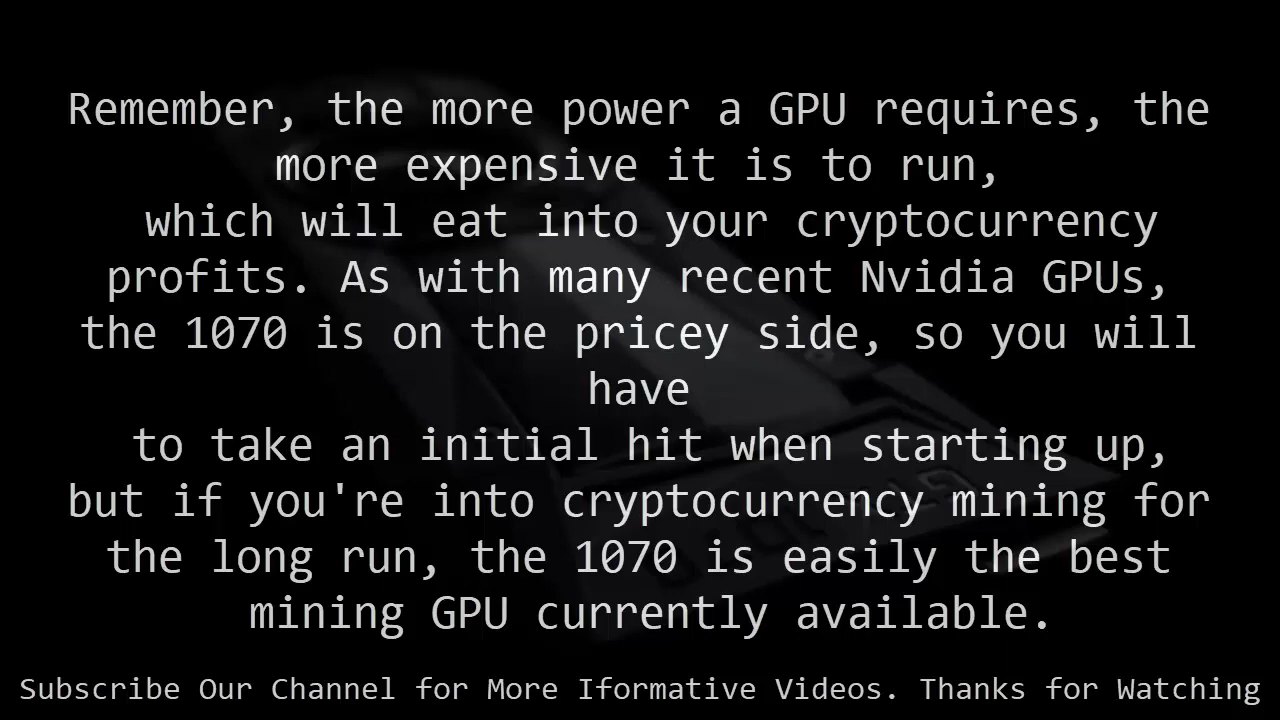 Remember, the more power a GPU requires, the
more expensive it is to run,
which will eat into your cryptocurrency
profits. As with many recent Nvidia GPUs,
the 1070 is on the pricey side, so you will
have
to take an initial hit when starting up,
but if you're into cryptocurrency mining for
the long run, the 1070 is easily the best
mining GPU currently available.
Subscribe Our Channel for More Iformative Videos. Thanks for Watching